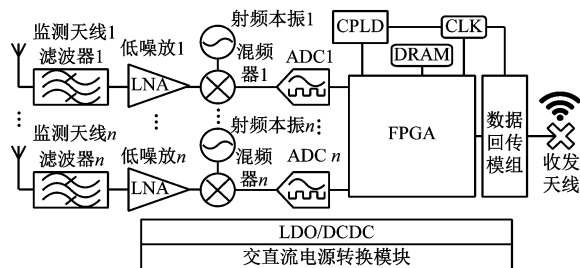 监测天线1
滤波器1
低噪放1
LNA
射频本振1
混频
器1
ADC1
CPLD
CLK
DRAM
FPGA
数据
回传
模组
收发
天线
监测天线n
滤波器n
低噪放n
LNA
射频本振n
混频
器n
ADC n
LDO/DCDC
交直流电源转换模块